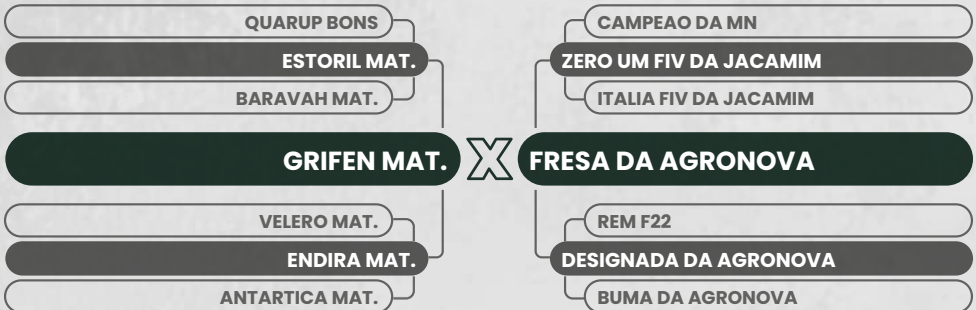 QUARUP BONS
ESTORIL MAT.
BARAVAH MAT.
GRIFEN MAT.
VELERO MAT.
ENDIRA MAT.
ANTARTICA MAT.
X
CAMPEAO DA MN
ZERO UM FIV DA JACAMIM
ITALIA FIV DA JACAMIM
FRESA DA AGRONOVA
REM F22
DESIGNADA DA AGRONOVA
BUMA DA AGRONOVA